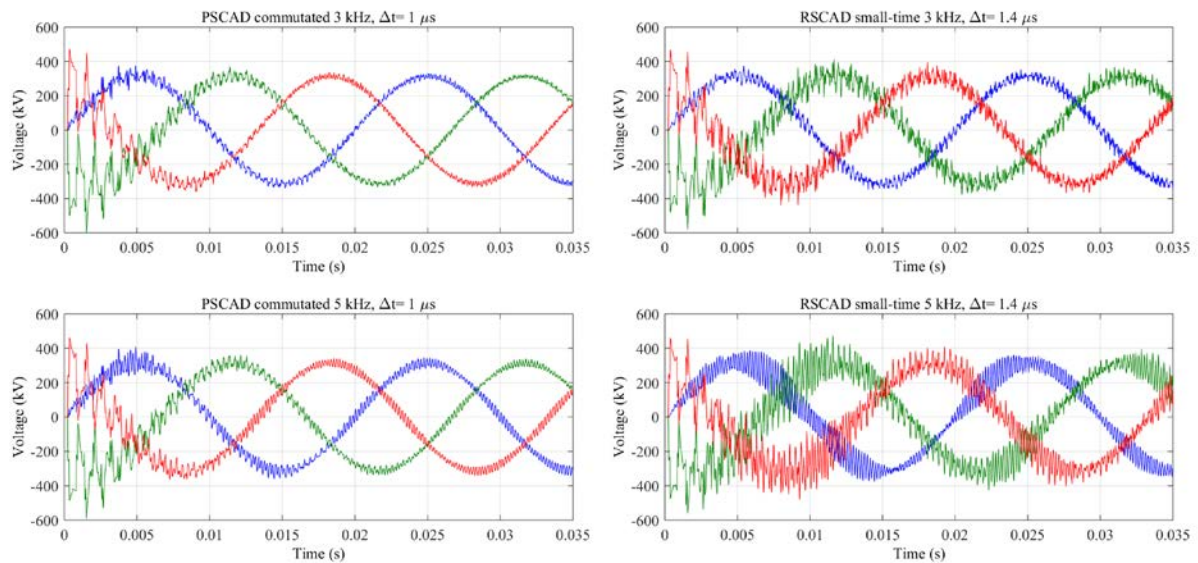 PSCAD commutated 3 kHz, Δt= 1 μs
600
400
200
0
-200
-400
-600
Voltage (kV)
0 0.005 0.01 0.015 0.02 0.025 0.03 0.035
Time (s)
RSCAD small-time 3 kHz, Δt= 1.4 μs
600
400
200
0
-200
-400
-600
Voltage (kV)
0 0.005 0.01 0.015 0.02 0.025 0.03 0.035
Time (s)
PSCAD commutated 5 kHz, Δt= 1 μs
600
400
200
0
-200
-400
-600
Voltage (kV)
0 0.005 0.01 0.015 0.02 0.025 0.03 0.035
Time (s)
RSCAD small-time 5 kHz, Δt= 1.4 μs
600
400
200
0
-200
-400
-600
Voltage (kV)
0 0.005 0.01 0.015 0.02 0.025 0.03 0.035
Time (s)